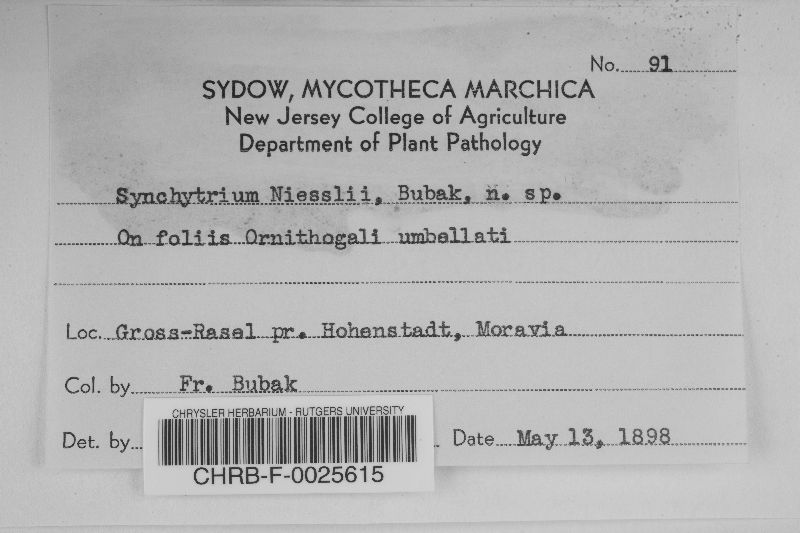 No. 91
SYDOW, MYCOTHECA MARCHICA
New Jersey College of Agriculture
Department of Plant Pathology
Synchytrium Niesslii, Bubak, n. sp.
On foliis Ornithogali umbellati
Loc. Gross-Rasel pr. Hohenstadt, Moravia
Col. by Fr. Bubak
Det. by Date May 13, 1898
CHRYSLER HERBARIUM - RUTGERS UNIVERSITY
CHRB-F-0025615